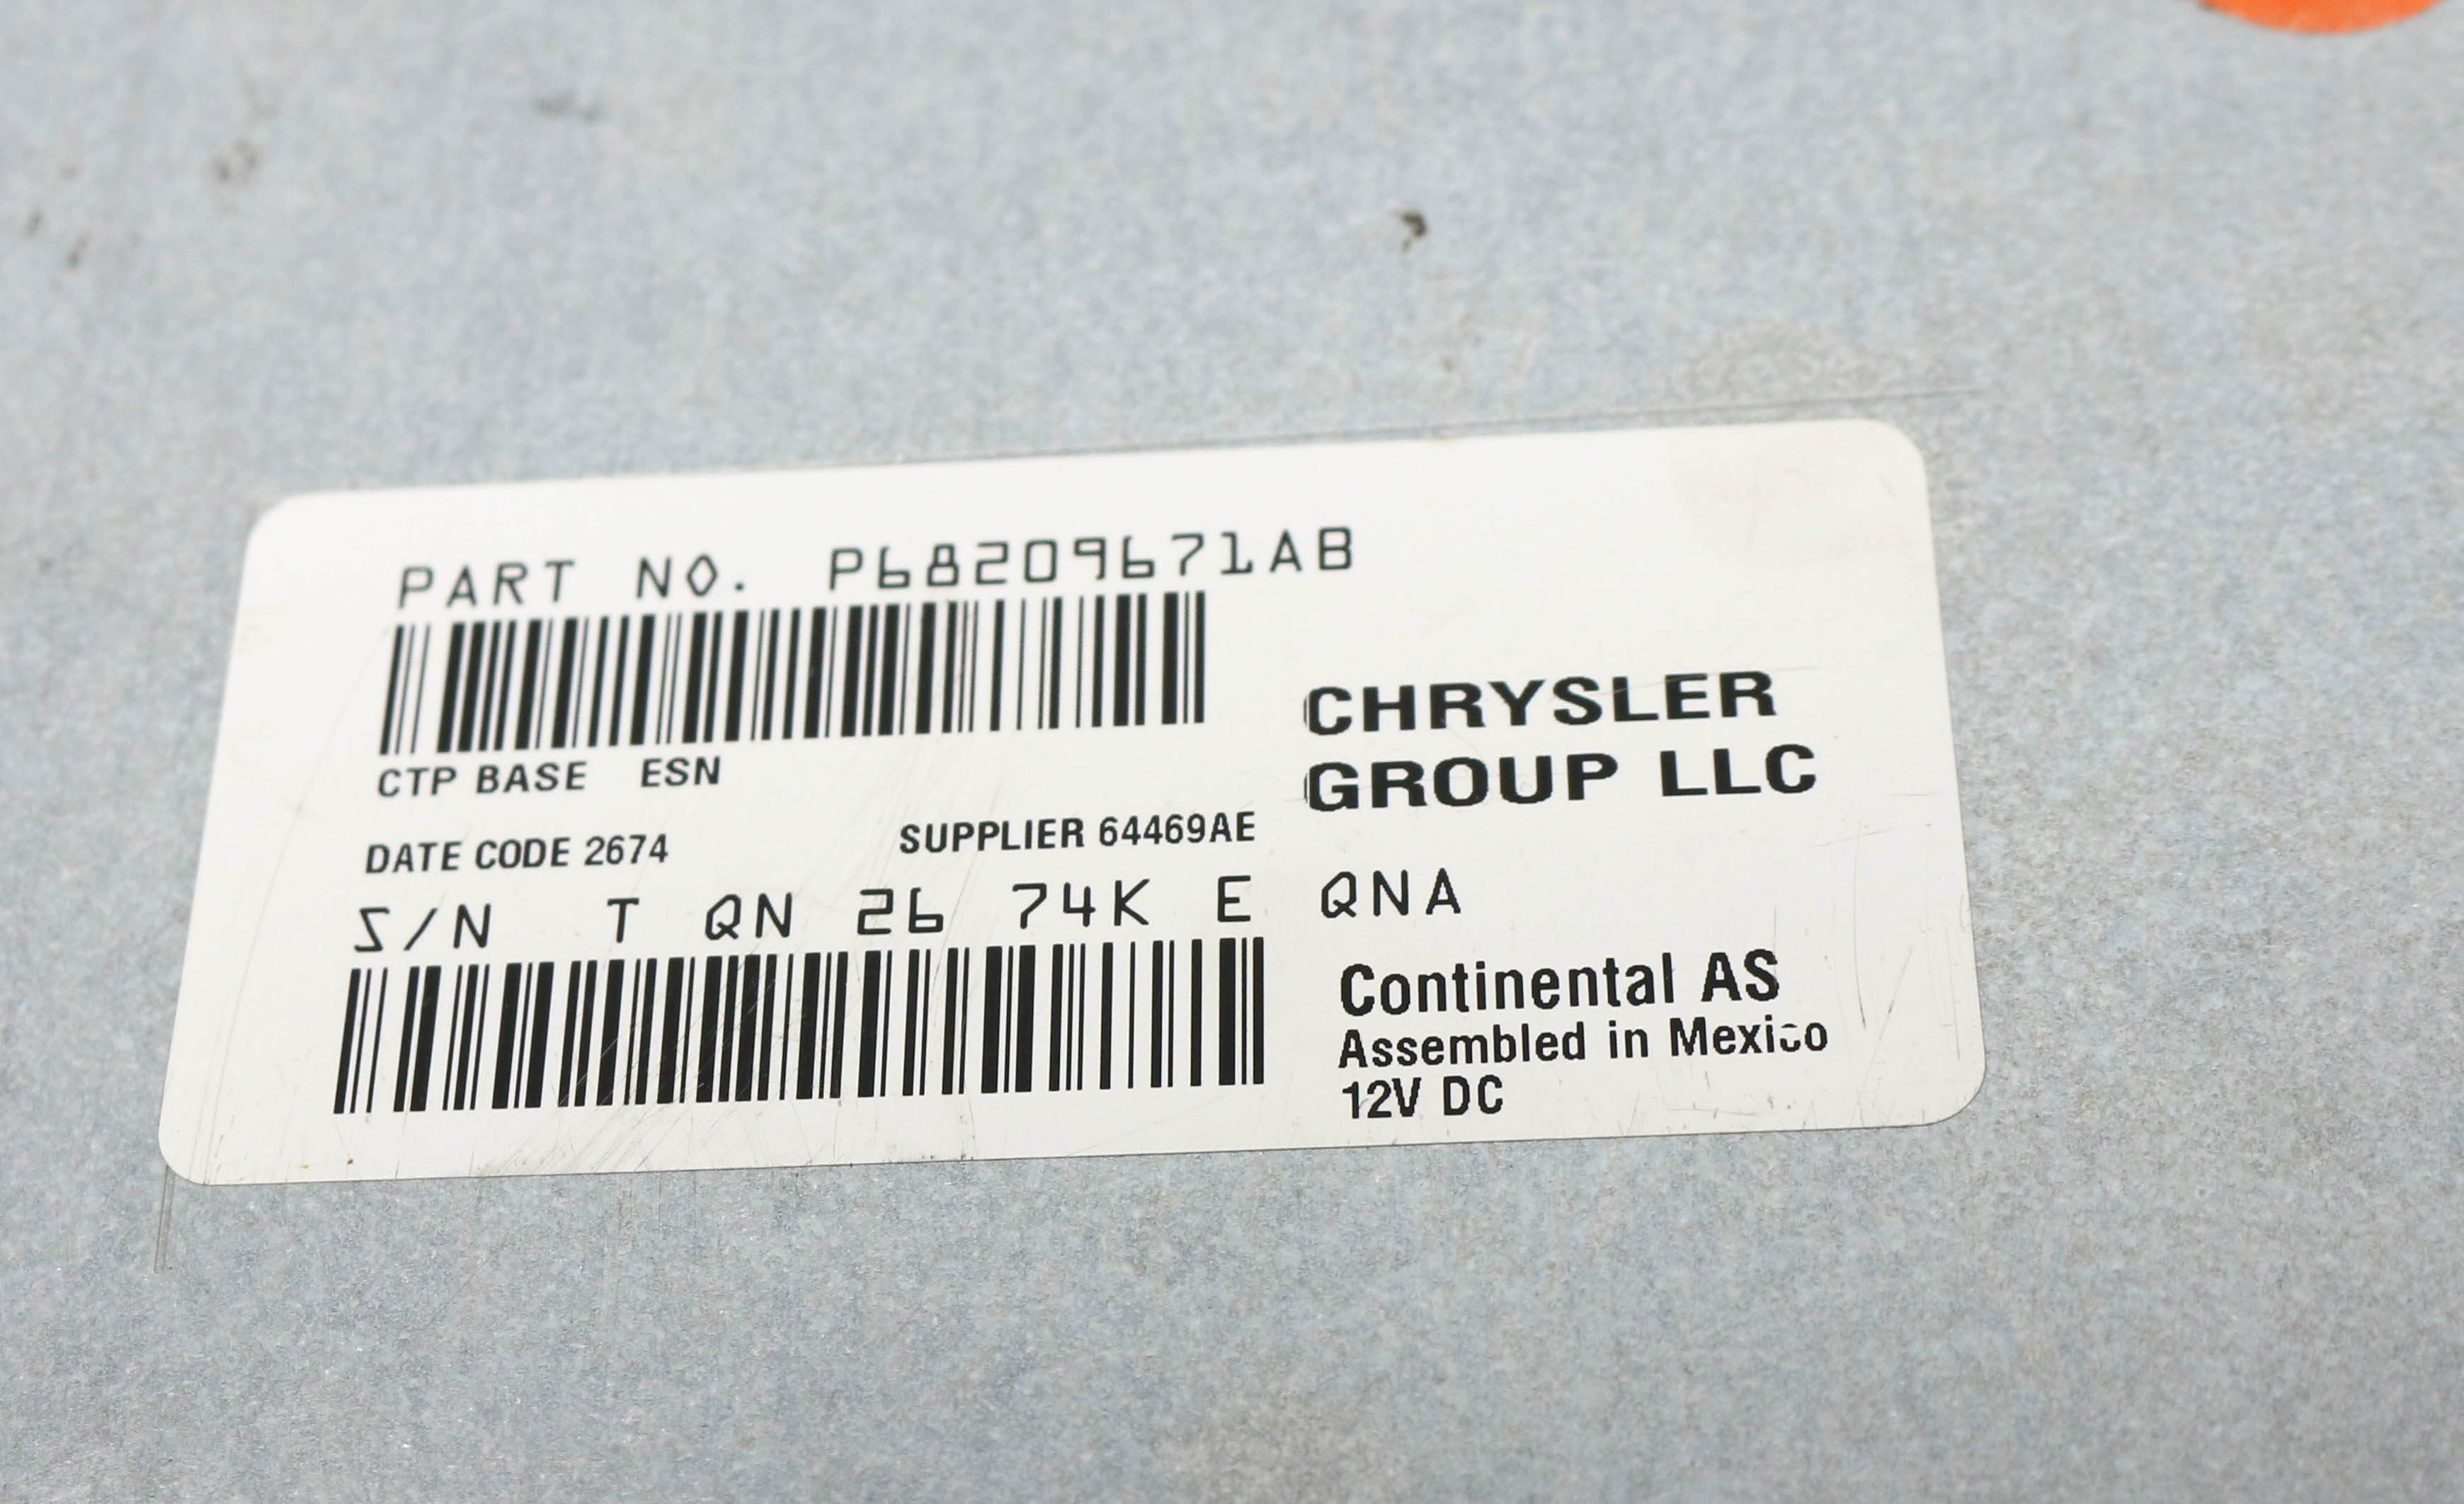 PART NO. P68209671AB
CTP BASE ESN
CHRYSLER
GROUP LLC
DATE CODE 2674 SUPPLIER 64469AE
S/N T QN 26 74K E QNA
Continental AS
Assembled in Mexico
12V DC